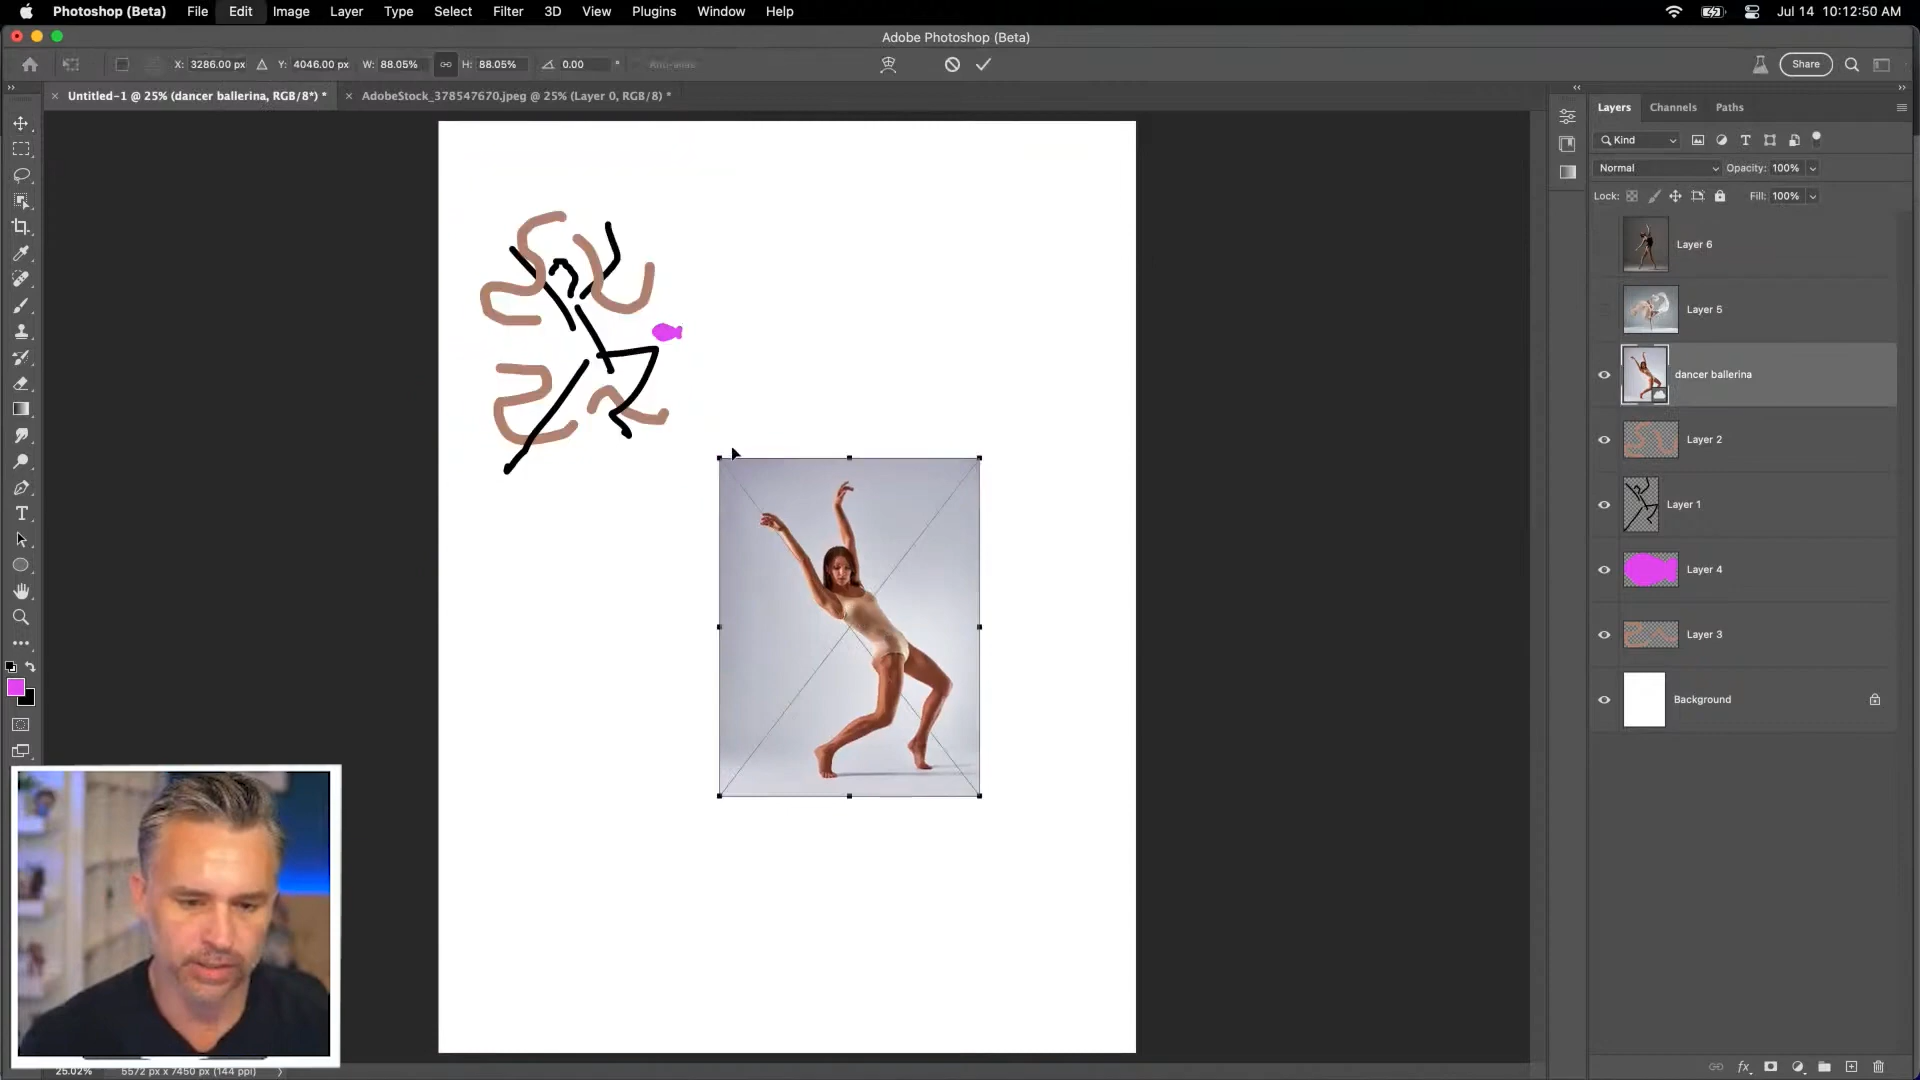 Photoshop (Beta) File Edit Image Layer Type Select Filter 3D View Plugins Window Help Jul 14 10:12:50 AM
Adobe Photoshop (Beta)
X: 3286.00 px Y: 4046.00 px W: 88.05% H: 88.05% 0.00 ° Anti-alias Share
Untitled-1 @ 25% (dancer ballerina, RGB/8*) * AdobeStock_378547670.jpeg @ 25% (Layer 0, RGB/8) *
Layers Channels Paths
Kind
Normal Opacity: 100%
Lock: Fill: 100%
Layer 6
Layer 5
dancer ballerina
Layer 2
Layer 1
Layer 4
Layer 3
Background
25.02% 5572 px x 7450 px (144 ppi)